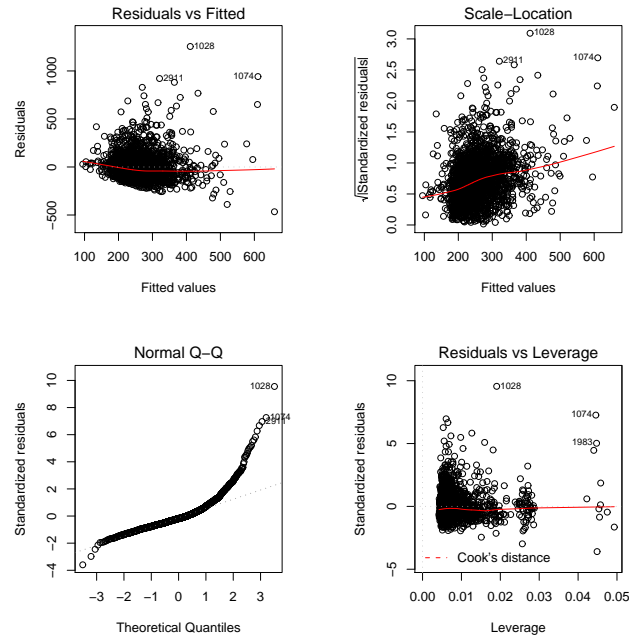 Residuals vs Fitted
Residuals
−500 0 500 1000
1028
2911
1074
100 200 300 400 500 600
Fitted values
Scale−Location
√|Standardized residuals|
0.0 0.5 1.0 1.5 2.0 2.5 3.0
1028
2911
1074
100 200 300 400 500 600
Fitted values
Normal Q−Q
Standardized residuals
−4 −2 0 2 4 6 8 10
1028
1074
2911
−3 −2 −1 0 1 2 3
Theoretical Quantiles
Residuals vs Leverage
Standardized residuals
−5 0 5 10
1028
1074
1983
Cook's distance
0.00 0.01 0.02 0.03 0.04 0.05
Leverage